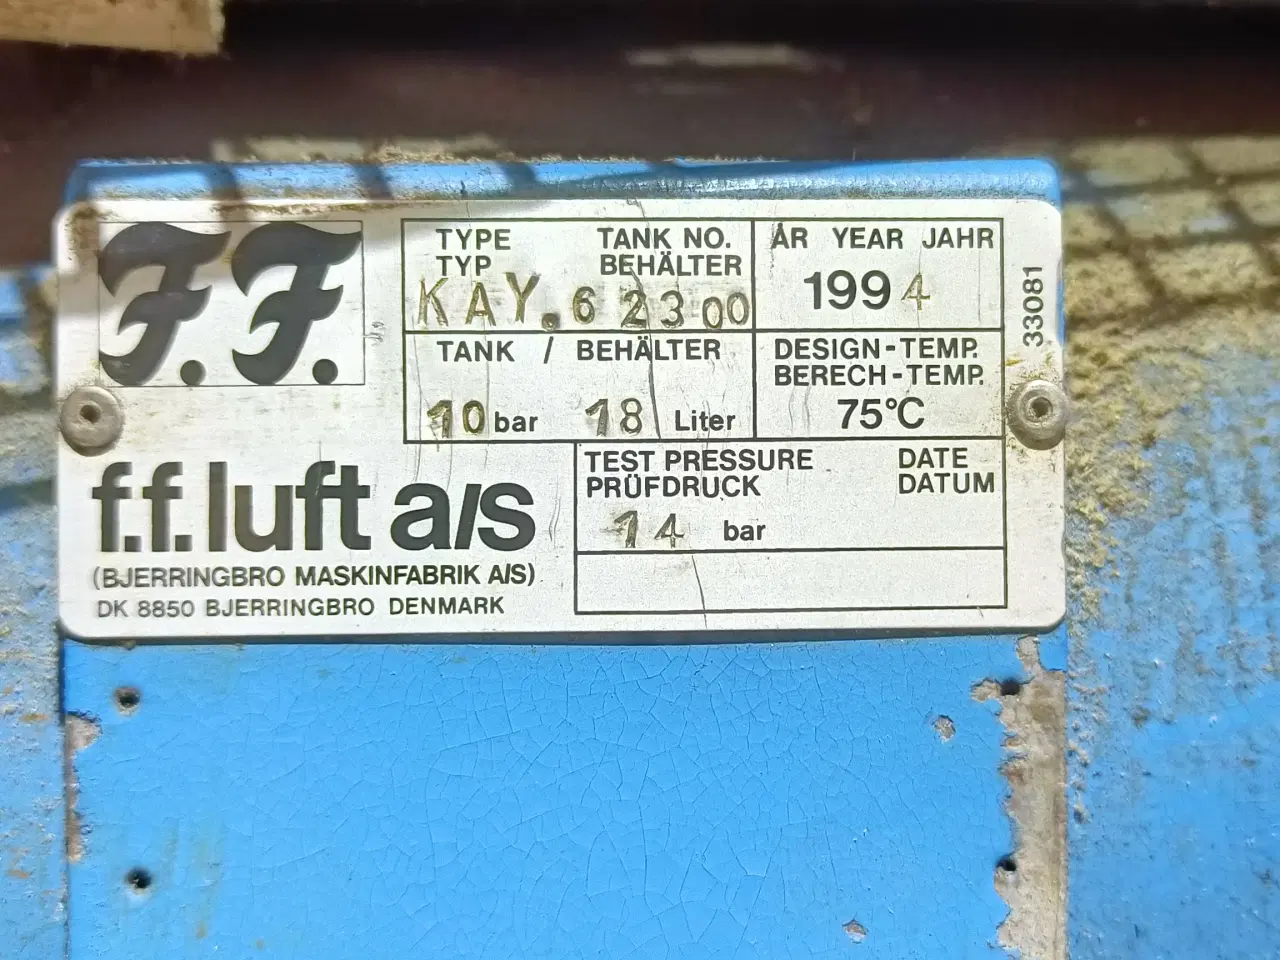 F.F.
TYPE TANK NO.
TYP BEHÄLTER
KAY.62300
ÅR YEAR JAHR
1994
33081
TANK / BEHÄLTER
10 bar 18 Liter
DESIGN-TEMP.
BERECH-TEMP.
75°C
TEST PRESSURE DATE
PRÜFDRUCK DATUM
14 bar
f.f. luft a/s
(BJERRINGBRO MASKINFABRIK A/S)
DK 8850 BJERRINGBRO DENMARK